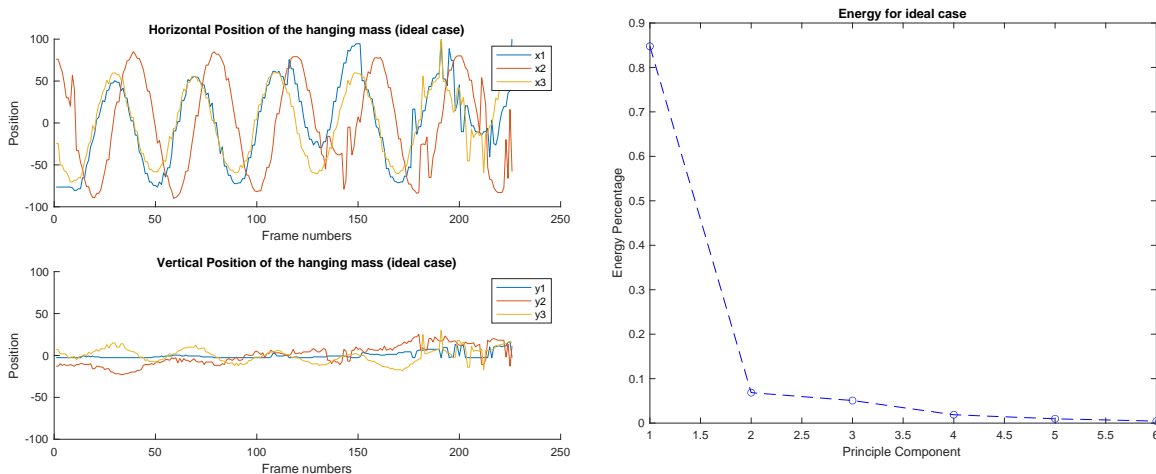 Horizontal Position of the hanging mass (ideal case)
100
50
0
-50
-100
Position
x1
x2
x3
0 50 100 150 200 250
Frame numbers
Vertical Position of the hanging mass (ideal case)
100
50
0
-50
-100
Position
y1
y2
y3
0 50 100 150 200 250
Frame numbers
Energy for ideal case
0.9
0.8
0.7
0.6
0.5
0.4
0.3
0.2
0.1
0
Energy Percentage
1 1.5 2 2.5 3 3.5 4 4.5 5 5.5 6
Principle Component